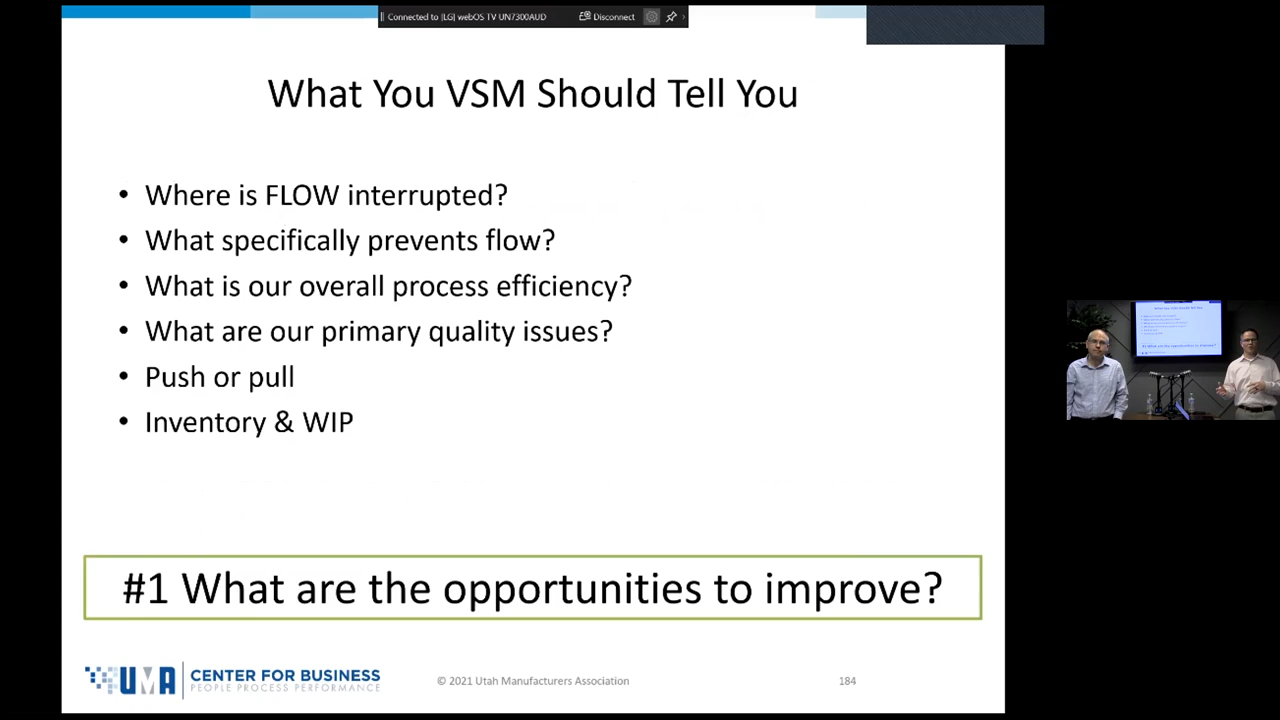 Connected to [LG] webOS TV UN7300AUD
Disconnect
What You VSM Should Tell You
• Where is FLOW interrupted?
• What specifically prevents flow?
• What is our overall process efficiency?
• What are our primary quality issues?
• Push or pull
• Inventory & WIP
#1 What are the opportunities to improve?
UMA
CENTER FOR BUSINESS
PEOPLE PROCESS PERFORMANCE
© 2021 Utah Manufacturers Association
184